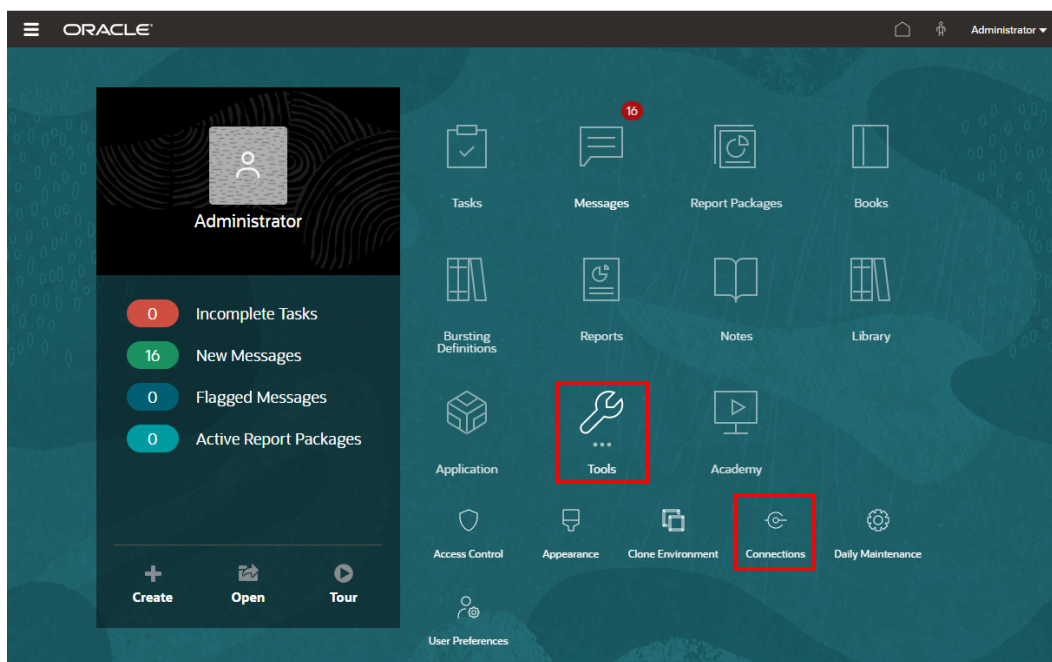 ORACLE
Administrator
16
Administrator
Tasks
Messages
Report Packages
Books
0 Incomplete Tasks
16 New Messages
0 Flagged Messages
0 Active Report Packages
Bursting
Definitions
Reports
Notes
Library
Application
Tools
Academy
Access Control
Appearance
Clone Environment
Connections
Daily Maintenance
User Preferences
Create
Open
Tour